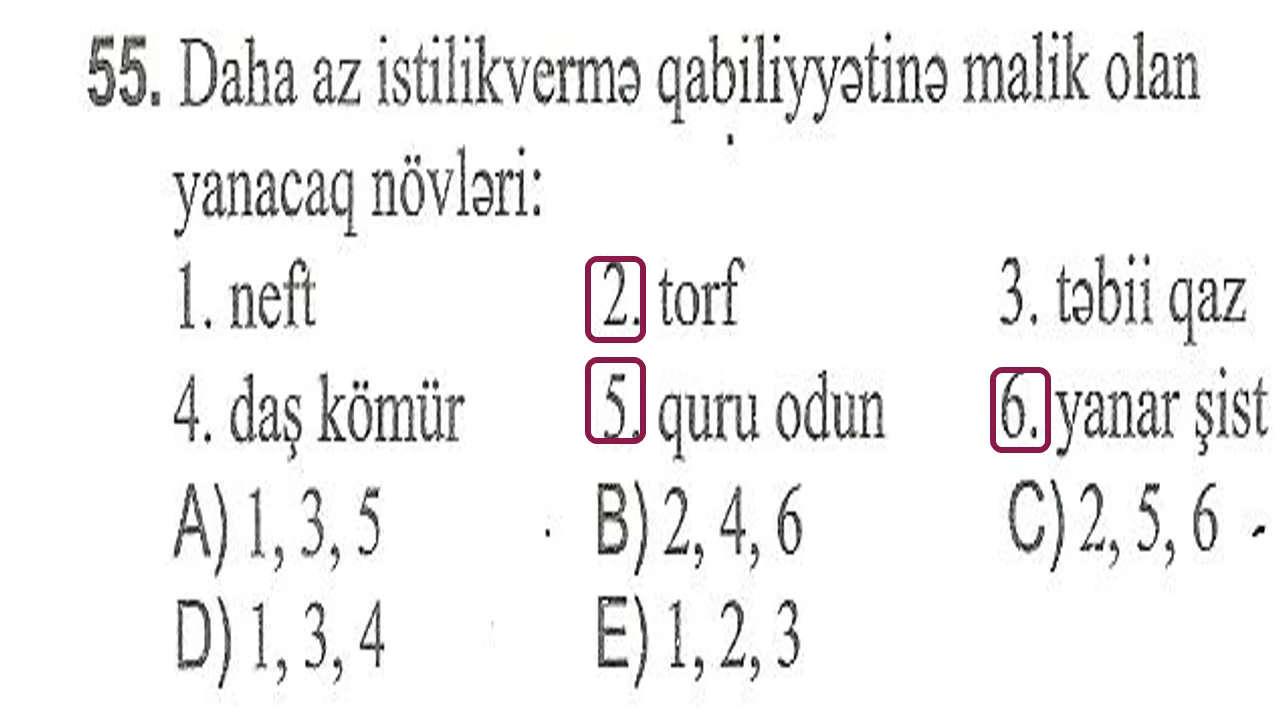 55. Daha az istilikvermə qabiliyyətinə malik olan
yanacaq növləri:
1. neft 2. torf 3. təbii qaz
4. daş kömür 5. quru odun 6. yanar şist
A) 1, 3, 5 B) 2, 4, 6 C) 2, 5, 6
D) 1, 3, 4 E) 1, 2, 3